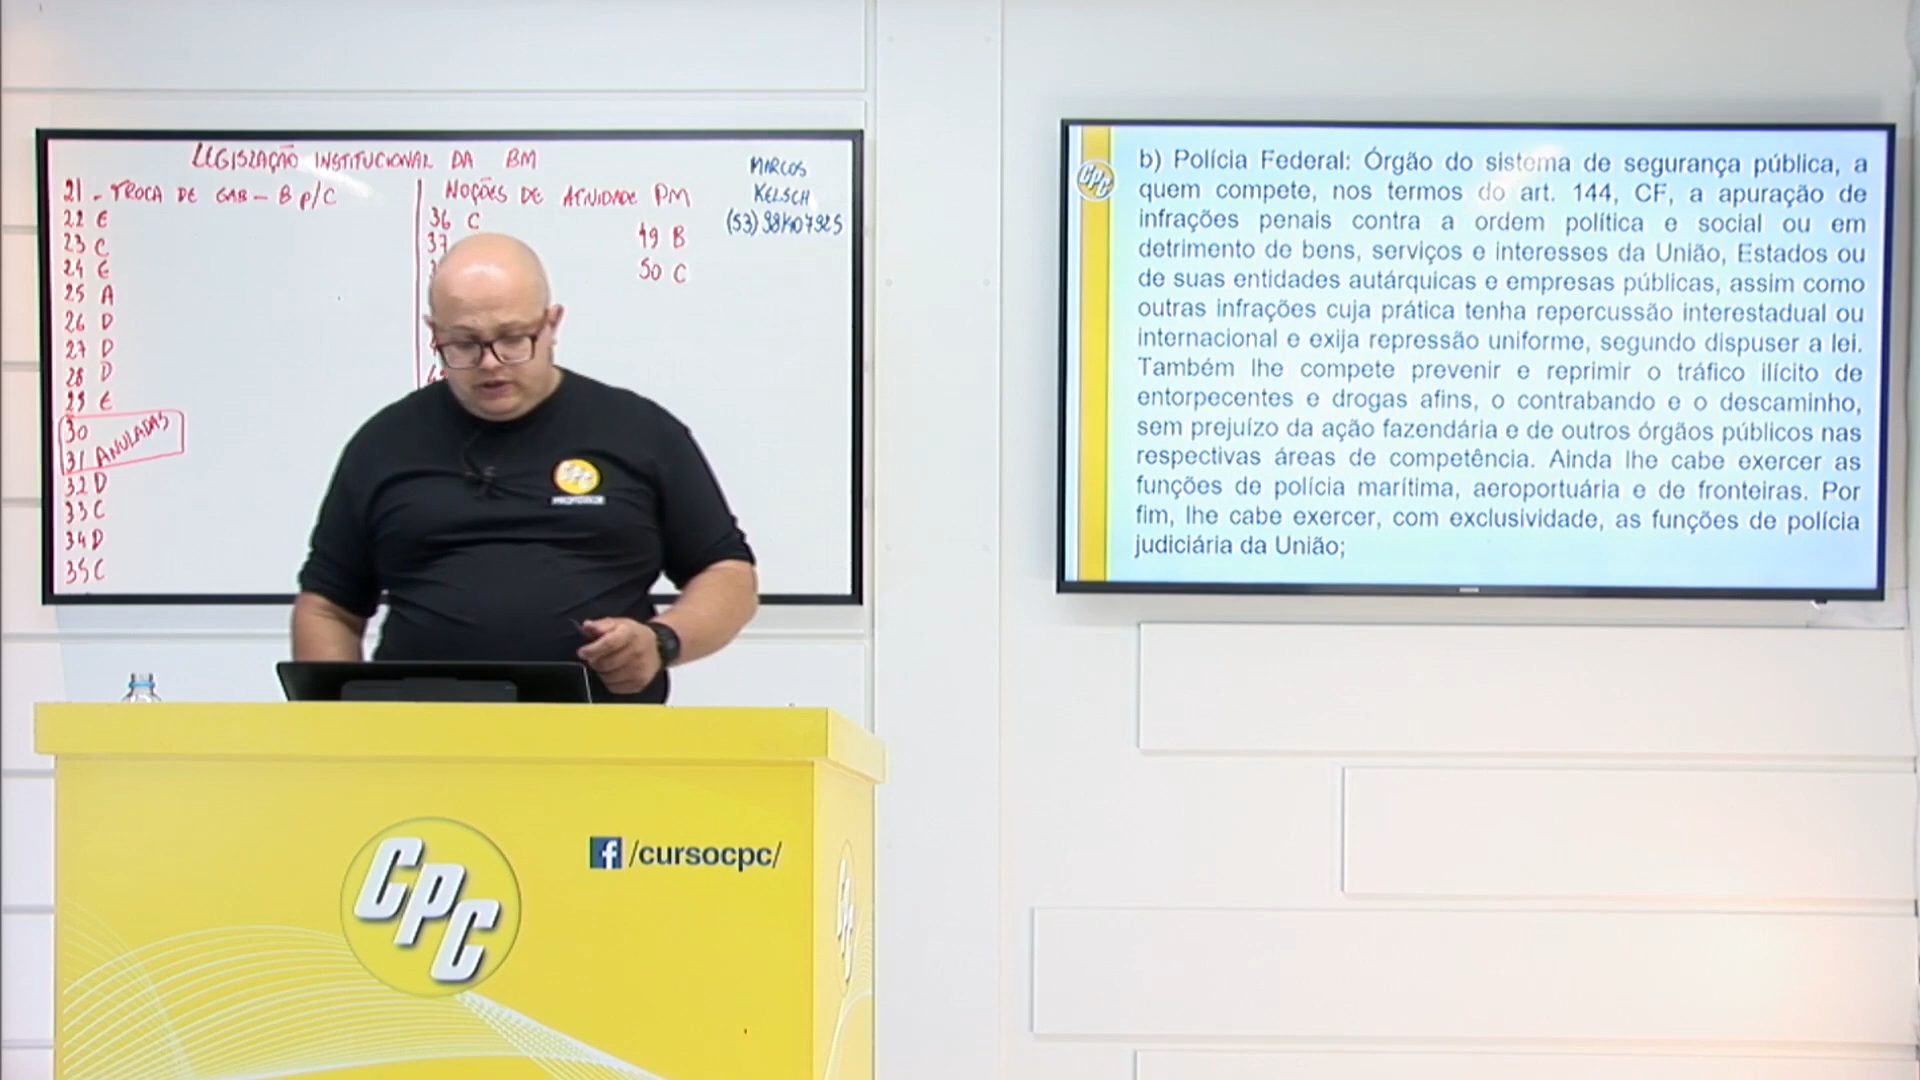 LEGISLAÇÃO INSTITUCIONAL DA BM
21 - TROCA DE GAB - B P/C
22 E
23 C
24 E
25 A
26 D
27 D
28 D
29 E
30
31 ANULADAS
32 D
33 C
34 D
35 C
NOÇÕES DE ATIVIDADE PM
36 C
37
49 B
50 C
MARCOS
KELSCH
(53)
b) Polícia Federal: Órgão do sistema de segurança pública, a
quem compete, nos termos do art. 144, CF, a apuração de
infrações penais contra a ordem política e social ou em
detrimento de bens, serviços e interesses da União, Estados ou
de suas entidades autárquicas e empresas públicas, assim como
outras infrações cuja prática tenha repercussão interestadual ou
internacional e exija repressão uniforme, segundo dispuser a lei.
Também lhe compete prevenir e reprimir o tráfico ilícito de
entorpecentes e drogas afins, o contrabando e o descaminho,
sem prejuízo da ação fazendária e de outros órgãos públicos nas
respectivas áreas de competência. Ainda lhe cabe exercer as
funções de polícia marítima, aeroportuária e de fronteiras. Por
fim, lhe cabe exercer, com exclusividade, as funções de polícia
judiciária da União;
CPC
CPC
CPC
f /cursocpc/
CPC